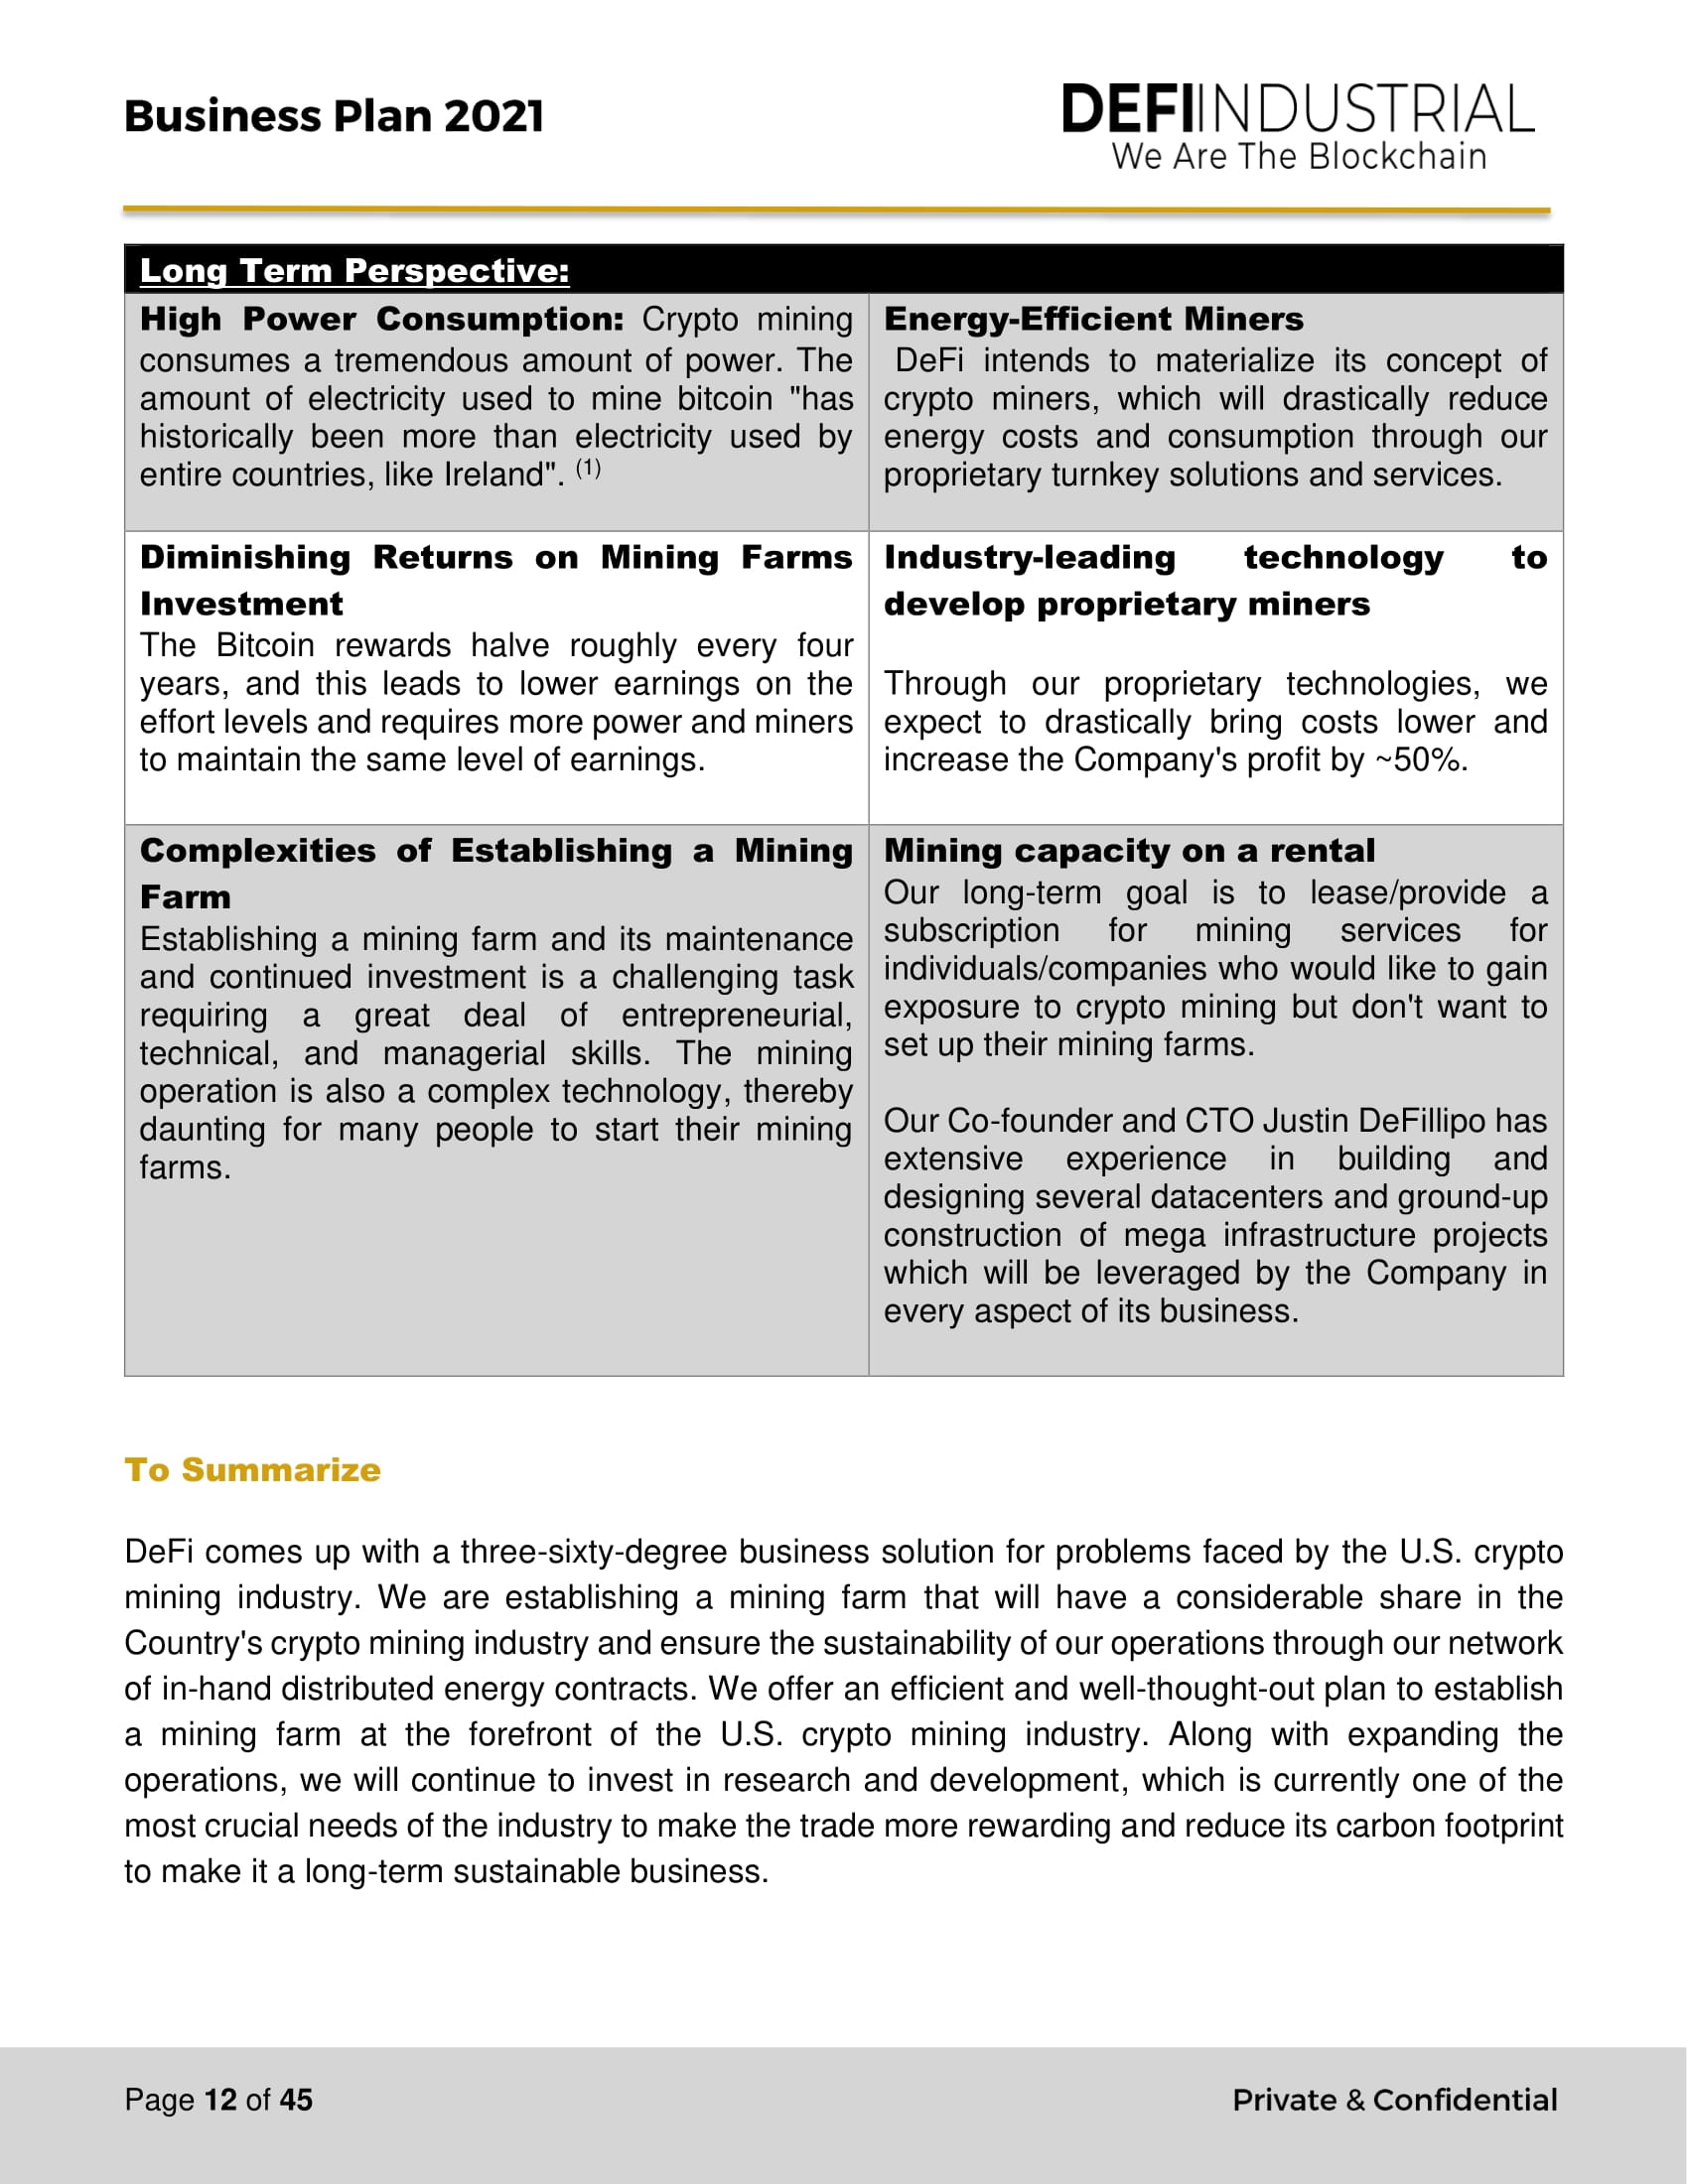 Business Plan 2021
DEFIINDUSTRIAL
We Are The Blockchain
Long Term Perspective:
High Power Consumption: Crypto mining
consumes a tremendous amount of power. The
amount of electricity used to mine bitcoin "has
historically been more than electricity used by
entire countries, like Ireland". (1)
Energy-Efficient Miners
DeFi intends to materialize its concept of
crypto miners, which will drastically reduce
energy costs and consumption through our
proprietary turnkey solutions and services.
Diminishing Returns on Mining Farms
Investment
The Bitcoin rewards halve roughly every four
years, and this leads to lower earnings on the
effort levels and requires more power and miners
to maintain the same level of earnings.
Industry-leading technology to
develop proprietary miners
Through our proprietary technologies, we
expect to drastically bring costs lower and
increase the Company's profit by ~50%.
Complexities of Establishing a Mining
Farm
Establishing a mining farm and its maintenance
and continued investment is a challenging task
requiring a great deal of entrepreneurial,
technical, and managerial skills. The mining
operation is also a complex technology, thereby
daunting for many people to start their mining
farms.
Mining capacity on a rental
Our long-term goal is to lease/provide a
subscription for mining services for
individuals/companies who would like to gain
exposure to crypto mining but don't want to
set up their mining farms.
Our Co-founder and CTO Justin DeFillipo has
extensive experience in building and
designing several datacenters and ground-up
construction of mega infrastructure projects
which will be leveraged by the Company in
every aspect of its business.
To Summarize
DeFi comes up with a three-sixty-degree business solution for problems faced by the U.S. crypto
mining industry. We are establishing a mining farm that will have a considerable share in the
Country's crypto mining industry and ensure the sustainability of our operations through our network
of in-hand distributed energy contracts. We offer an efficient and well-thought-out plan to establish
a mining farm at the forefront of the U.S. crypto mining industry. Along with expanding the
operations, we will continue to invest in research and development, which is currently one of the
most crucial needs of the industry to make the trade more rewarding and reduce its carbon footprint
to make it a long-term sustainable business.
Page 12 of 45
Private & Confidential